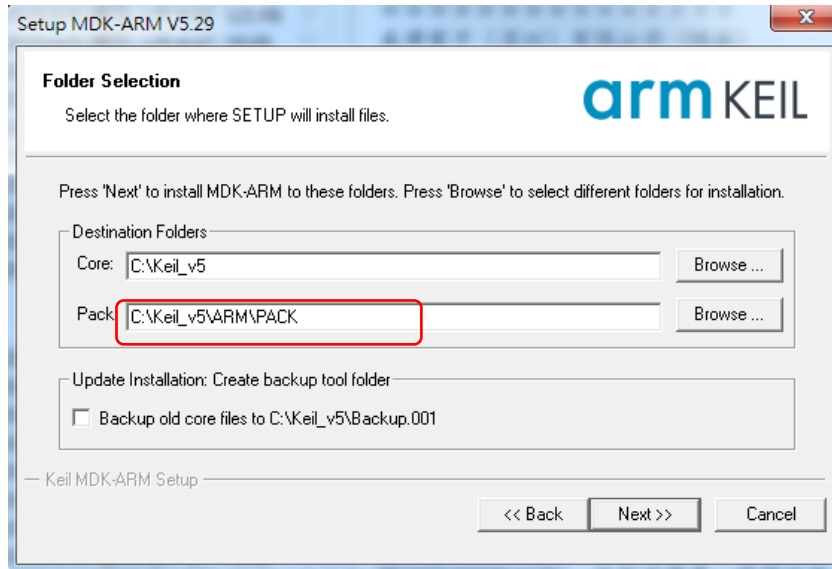 Setup MDK-ARM V5.29
Folder Selection
Select the folder where SETUP will install files.
arm KEIL
Press 'Next' to install MDK-ARM to these folders. Press 'Browse' to select different folders for installation.
Destination Folders
Core: C:\Keil_v5 Browse ...
Pack C:\Keil_v5\ARM\PACK Browse ...
Update Installation: Create backup tool folder
Backup old core files to C:\Keil_v5\Backup.001
Keil MDK-ARM Setup
<< Back Next >> Cancel